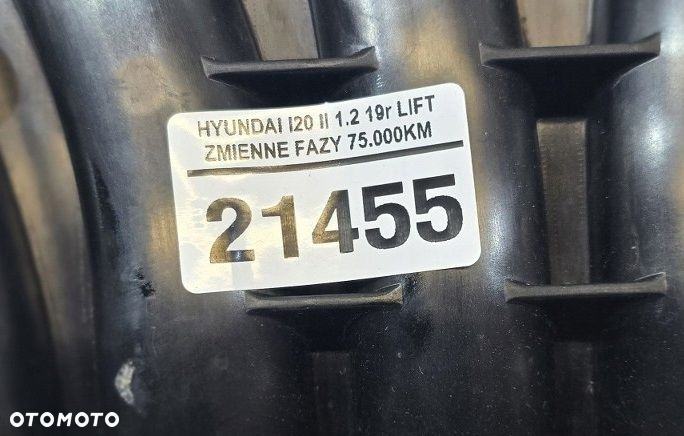 HYUNDAI I20 II 1.2 19r LIFT
ZMIENNE FAZY 75.000KM
21455
OTOMOTO